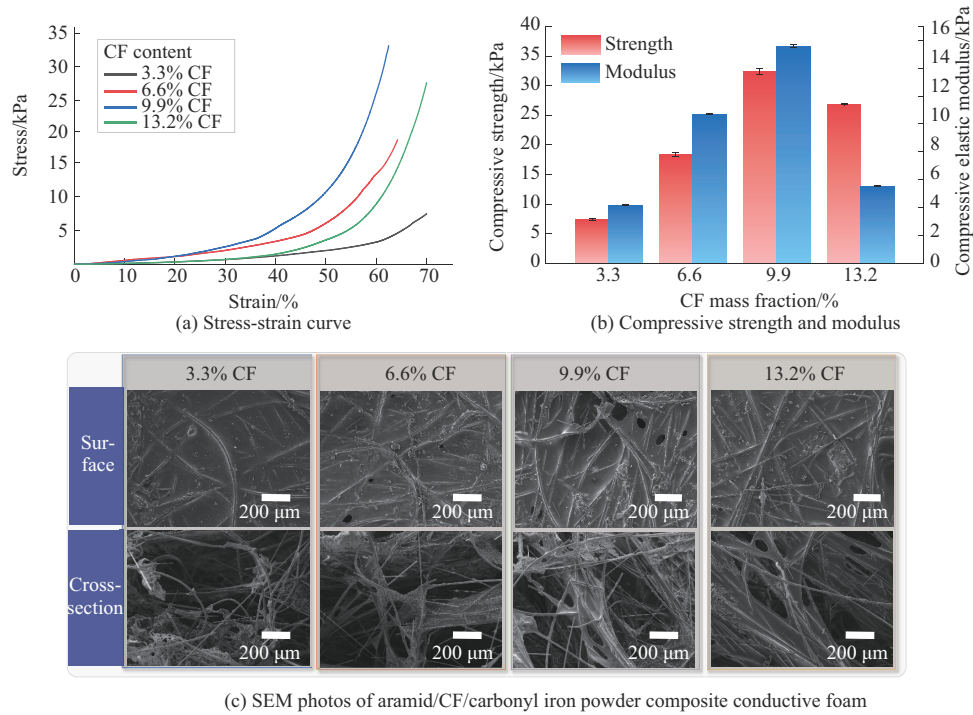 35
30
25
20
15
10
5
0
10
20
30
40
50
60
70
Stress/kPa
CF content
3.3% CF
6.6% CF
9.9% CF
13.2% CF
Strain/%
(a) Stress-strain curve
40
35
30
25
20
15
10
5
0
Compressive strength/kPa
Strength
Modulus
16
14
12
10
8
6
4
2
0
Compressive elastic modulus/kPa
3.3
6.6
9.9
13.2
CF mass fraction/%
(b) Compressive strength and modulus
3.3% CF
6.6% CF
9.9% CF
13.2% CF
Sur-
face
200 μm
200 μm
200 μm
200 μm
Cross-
section
200 μm
200 μm
200 μm
200 μm
(c) SEM photos of aramid/CF/carbonyl iron powder composite conductive foam